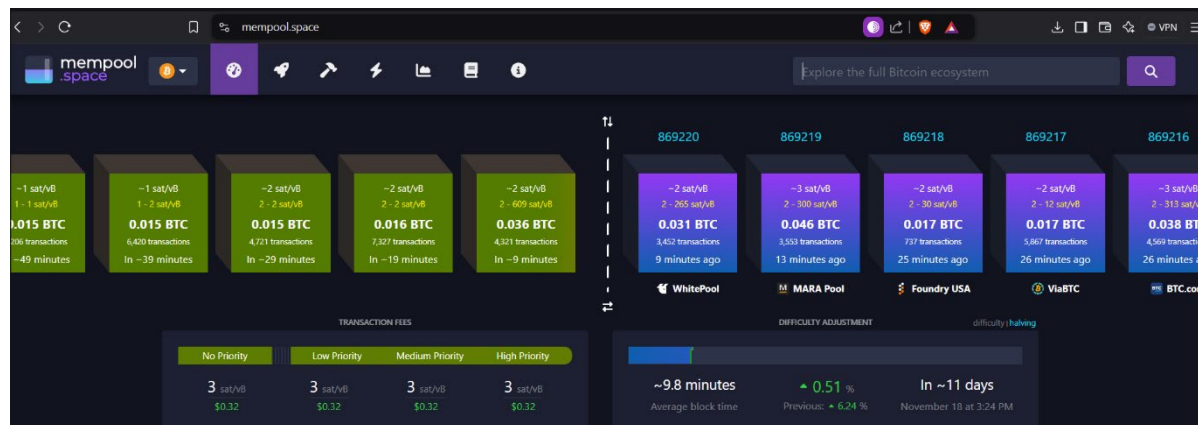 mempool.space
VPN
mempool
.space
Explore the full Bitcoin ecosystem
869220 869219 869218 869217 869216
~1 sat/vB ~1 sat/vB ~2 sat/vB ~2 sat/vB ~2 sat/vB ~2 sat/vB ~3 sat/vB ~2 sat/vB ~2 sat/vB ~3 sat/vB
1 - 1 sat/vB 1 - 2 sat/vB 2 - 2 sat/vB 2 - 2 sat/vB 2 - 609 sat/vB 2 - 265 sat/vB 2 - 300 sat/vB 2 - 30 sat/vB 2 - 12 sat/vB 2 - 313 sat/v
.015 BTC 0.015 BTC 0.015 BTC 0.016 BTC 0.036 BTC 0.031 BTC 0.046 BTC 0.017 BTC 0.017 BTC 0.038 B
206 transactions 6,420 transactions 4,721 transactions 7,327 transactions 4,321 transactions 3,452 transactions 3,553 transactions 737 transactions 5,867 transactions 4,569 transact
~49 minutes In ~39 minutes In ~29 minutes In ~19 minutes In ~9 minutes 9 minutes ago 13 minutes ago 25 minutes ago 26 minutes ago 26 minutes
WhitePool MARA Pool Foundry USA ViaBTC BTC.co
TRANSACTION FEES DIFFICULTY ADJUSTMENT difficulty | halving
No Priority Low Priority Medium Priority High Priority
3 sat/vB 3 sat/vB 3 sat/vB 3 sat/vB ~9.8 minutes 0.51 % In ~11 days
$0.32 $0.32 $0.32 $0.32 Average block time Previous: 6.24 % November 18 at 3:24 PM